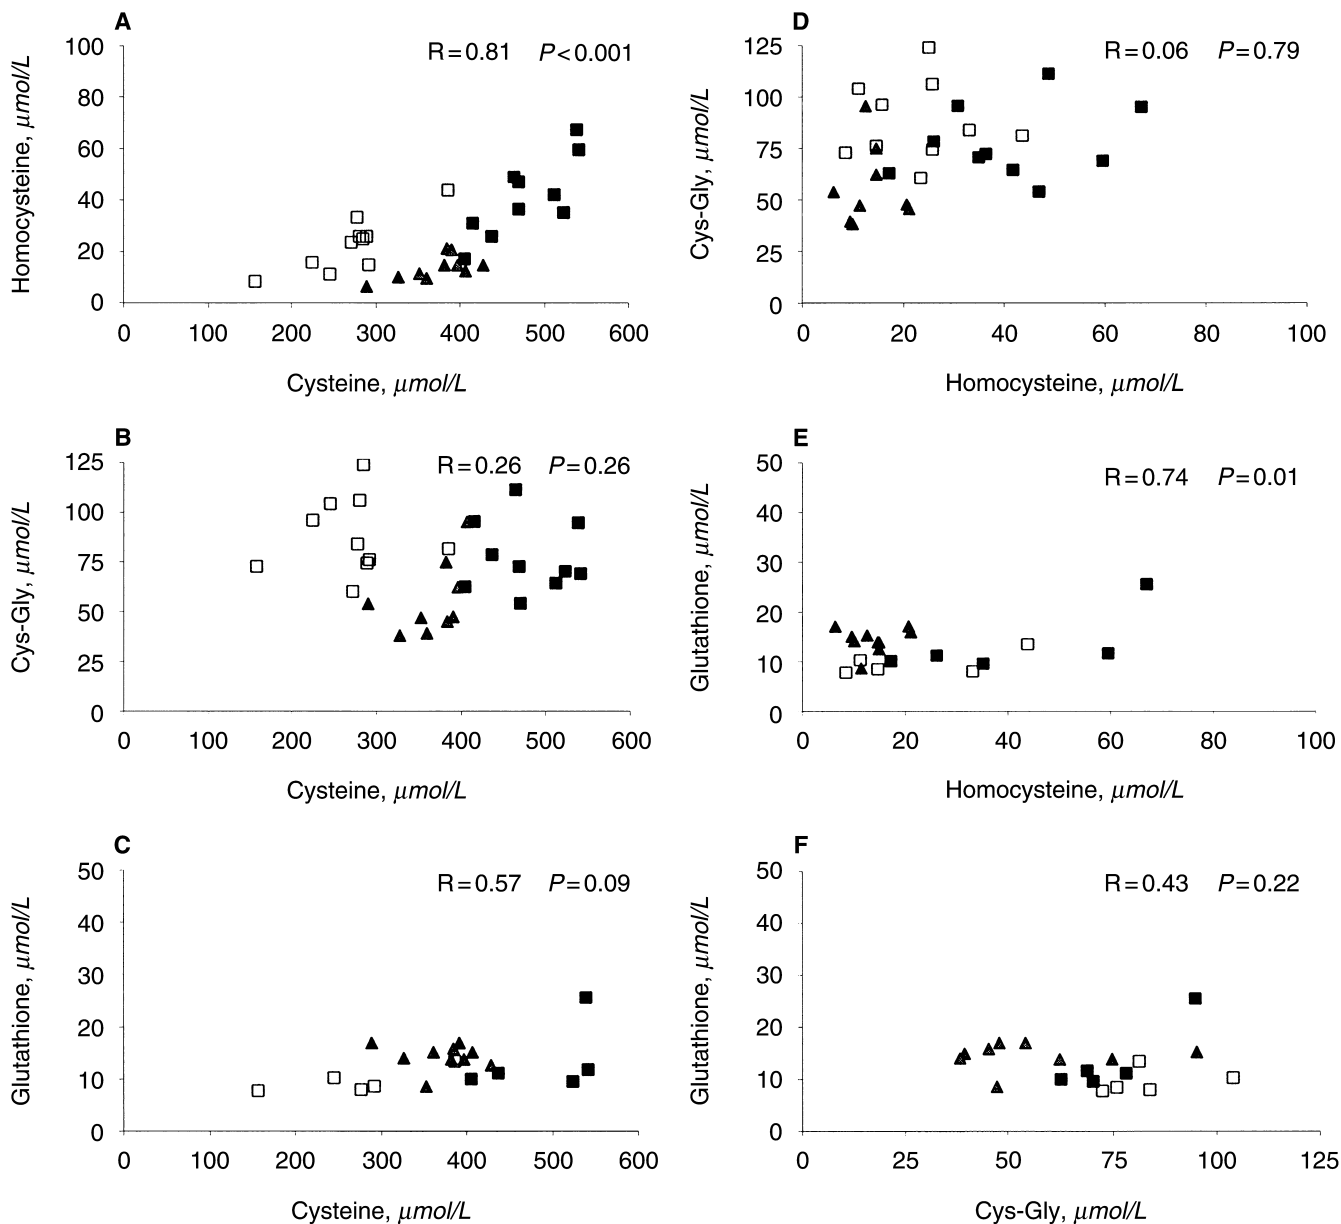 A
R=0.81 P<0.001
100
80
60
40
20
0
Homocysteine, μmol/L
0 100 200 300 400 500 600
Cysteine, μmol/L
D
R=0.06 P=0.79
125
100
75
50
25
0
Cys-Gly, μmol/L
0 20 40 60 80 100
Homocysteine, μmol/L
B
R=0.26 P=0.26
125
100
75
50
25
0
Cys-Gly, μmol/L
0 100 200 300 400 500 600
Cysteine, μmol/L
E
R=0.74 P=0.01
50
40
30
20
10
0
Glutathione, μmol/L
0 20 40 60 80 100
Homocysteine, μmol/L
C
R=0.57 P=0.09
50
40
30
20
10
0
Glutathione, μmol/L
0 100 200 300 400 500 600
Cysteine, μmol/L
F
R=0.43 P=0.22
50
40
30
20
10
0
Glutathione, μmol/L
0 25 50 75 100 125
Cys-Gly, μmol/L